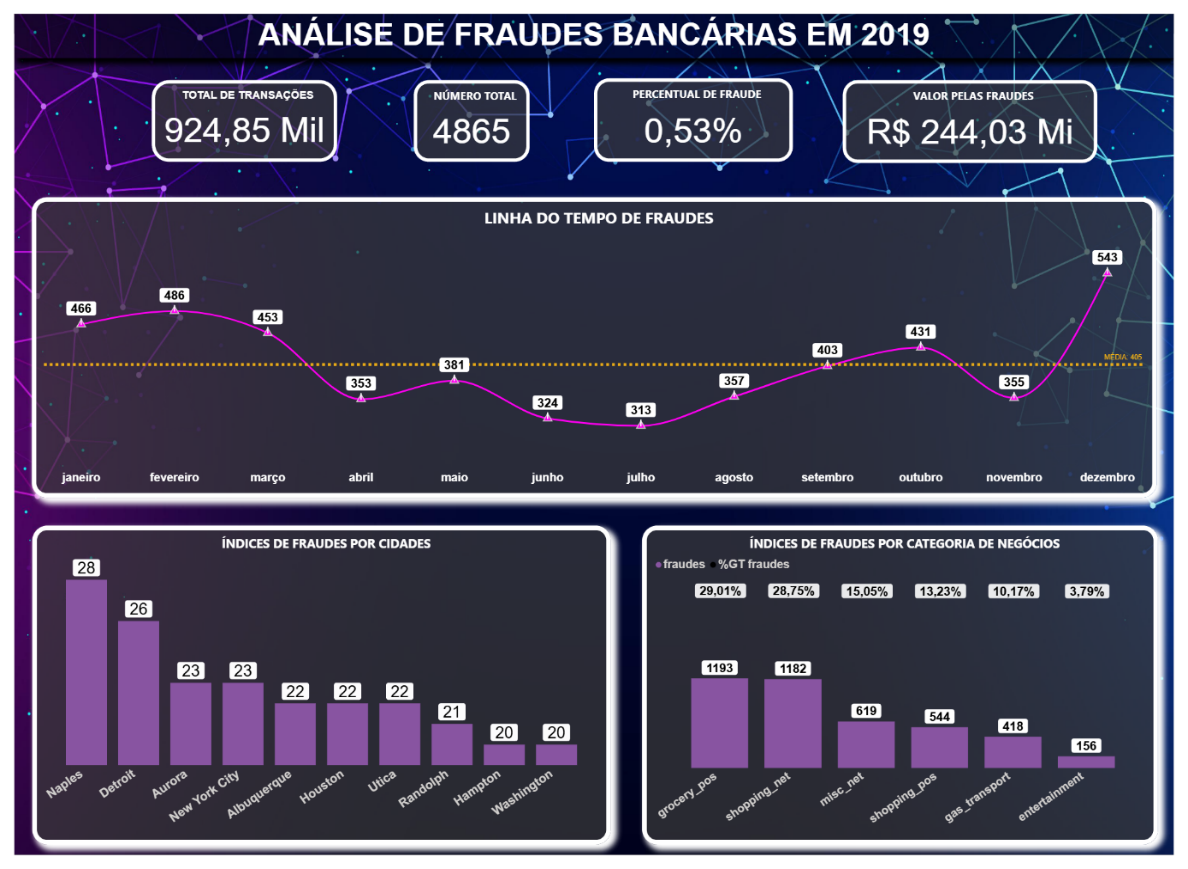 ANÁLISE DE FRAUDES BANCÁRIAS EM 2019
TOTAL DE TRANSAÇÕES
924,85 Mil
NÚMERO TOTAL
4865
PERCENTUAL DE FRAUDE
0,53%
VALOR PELAS FRAUDES
R$ 244,03 Mi
LINHA DO TEMPO DE FRAUDES
466 486 453 353 381 324 313 357 403 431 355 543
MÉDIA: 405
janeiro fevereiro março abril maio junho julho agosto setembro outubro novembro dezembro
ÍNDICES DE FRAUDES POR CIDADES
28 26 23 23 22 22 22 21 20 20
Naples Detroit Aurora New York City Albuquerque Houston Utica Randolph Hampton Washington
ÍNDICES DE FRAUDES POR CATEGORIA DE NEGÓCIOS
fraudes %GT fraudes
29,01% 28,75% 15,05% 13,23% 10,17% 3,79%
1193 1182 619 544 418 156
grocery_pos shopping_net misc_net shopping_pos gas_transport entertainment